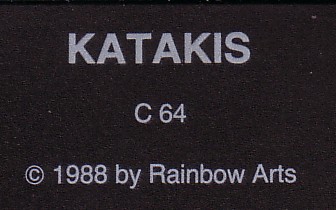 KATAKIS
C 64
© 1988 by Rainbow Arts